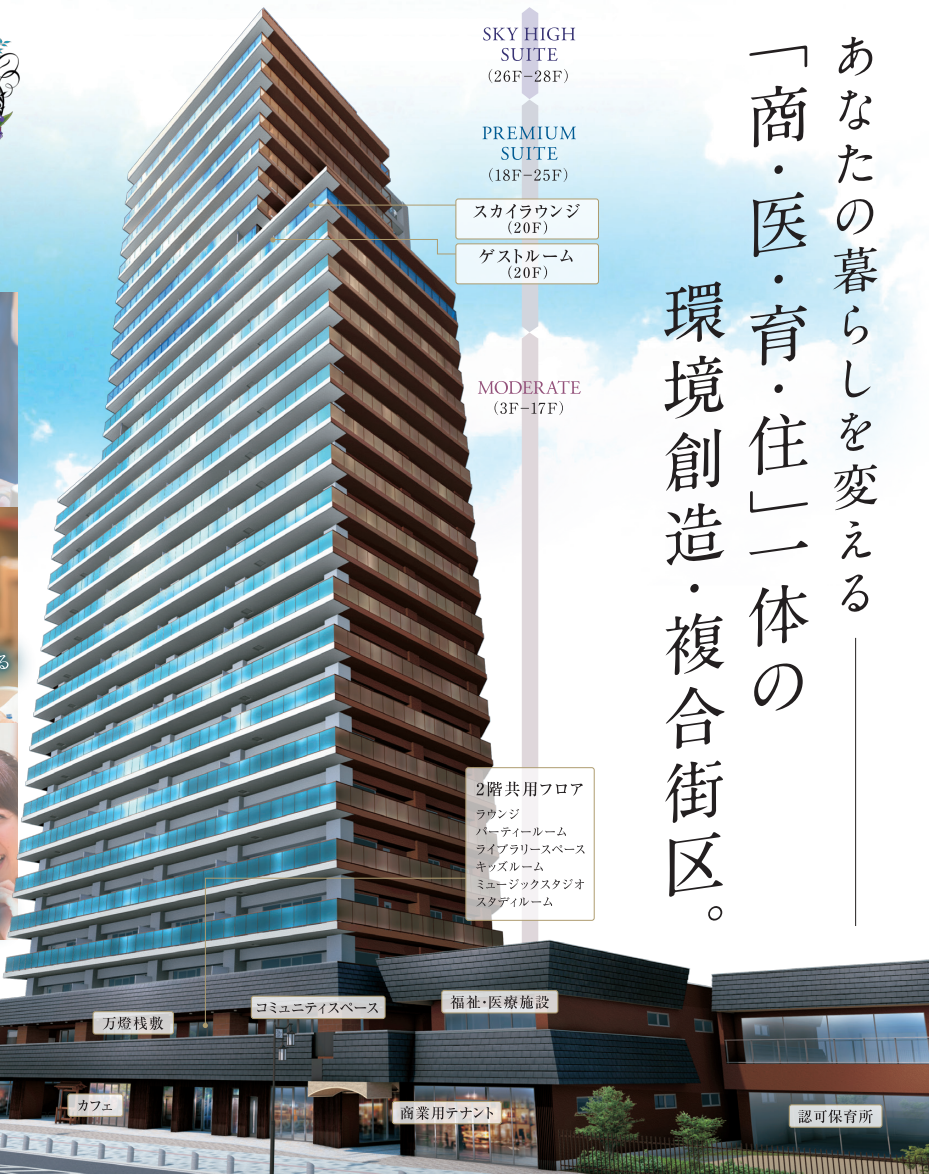 あなたの暮らしを変える
「商・医・育・住」一体の
環境創造・複合街区。
SKY HIGH
SUITE
(26F–28F)
PREMIUM
SUITE
(18F–25F)
スカイラウンジ
(20F)
ゲストルーム
(20F)
MODERATE
(3F–17F)
2階共用フロア
ラウンジ
パーティールーム
ライブラリースペース
キッズルーム
ミュージックスタジオ
スタディルーム
万燈桟敷
コミュニティスペース
福祉・医療施設
カフェ
商業用テナント
認可保育所
る